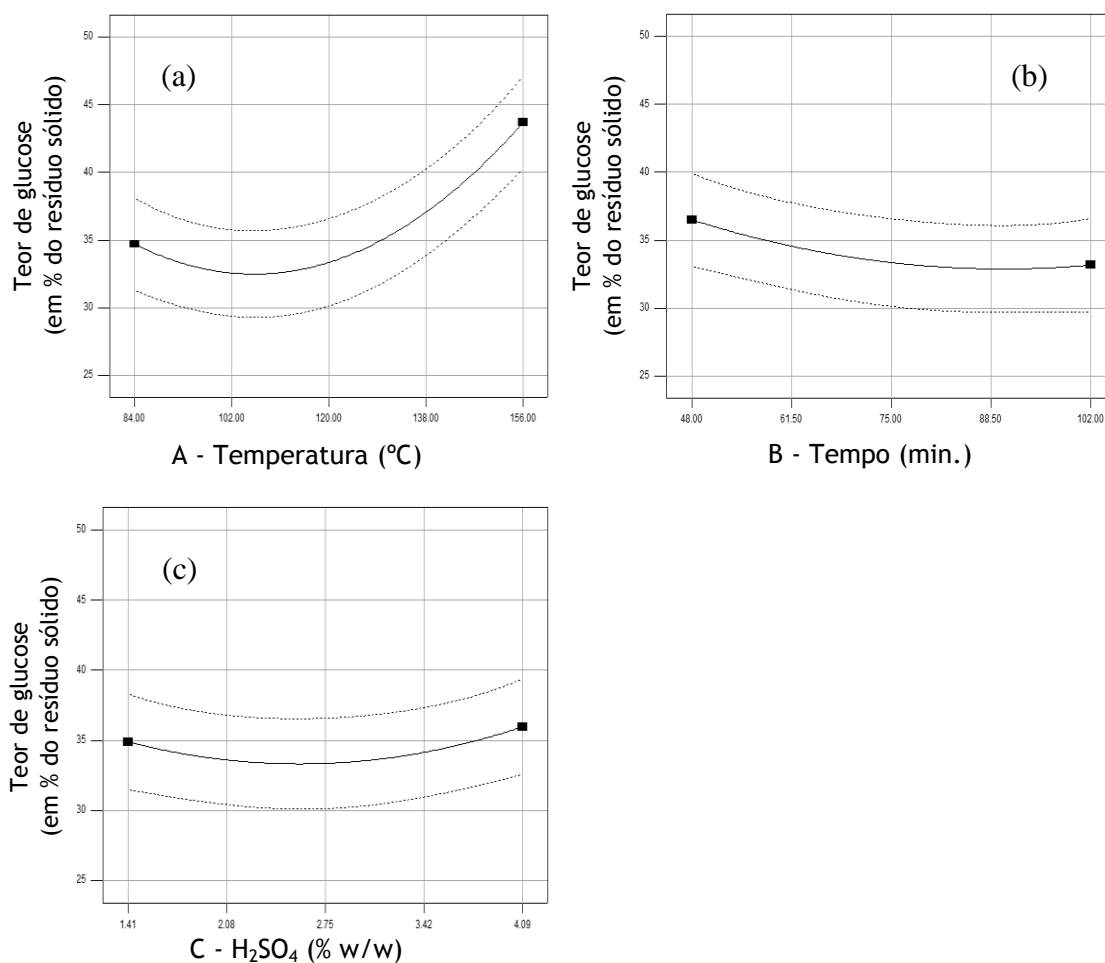 50
45
40
35
30
25
Teor de glucose
(em % do resíduo sólido)
(a)
84.00 102.00 120.00 138.00 156.00
A - Temperatura (ºC)
50
45
40
35
30
25
Teor de glucose
(em % do resíduo sólido)
(b)
48.00 61.50 75.00 88.50 102.00
B - Tempo (min.)
50
45
40
35
30
25
Teor de glucose
(em % do resíduo sólido)
(c)
1.41 2.08 2.75 3.42 4.09
C - H₂SO₄ (% w/w)